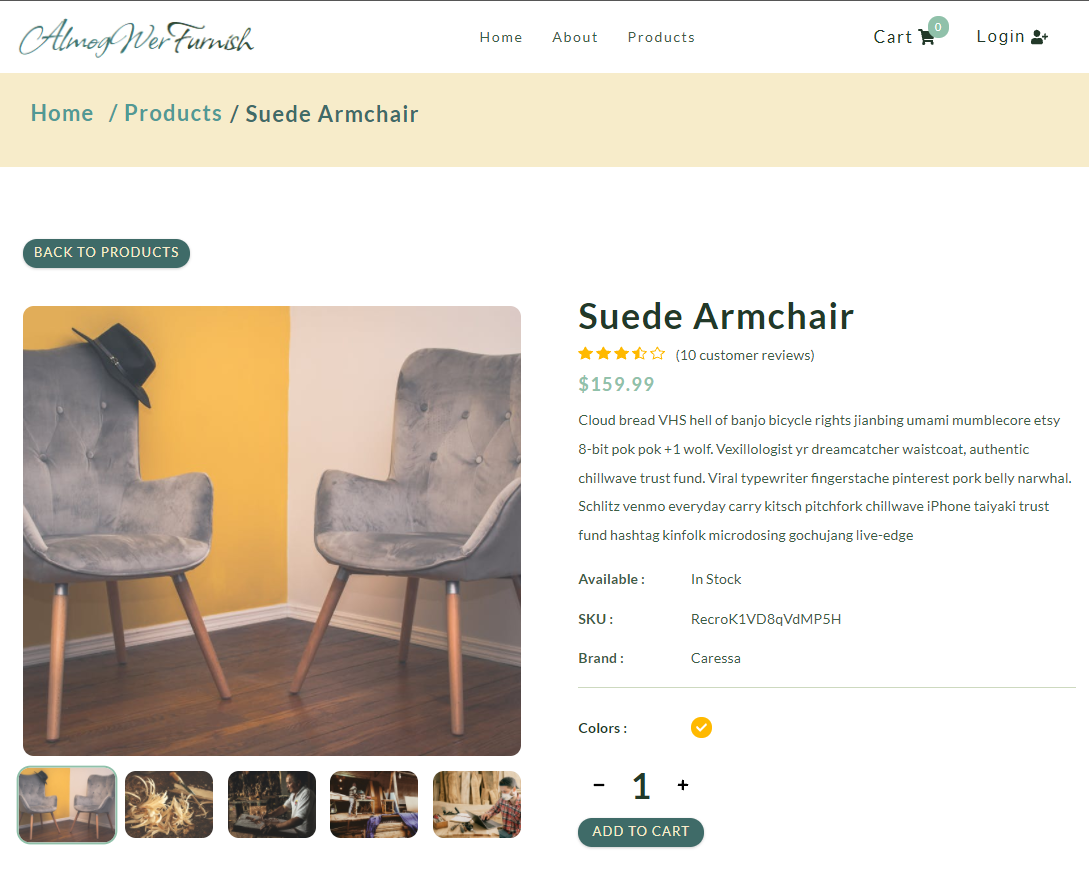 AlmogWerFurnish
Home About Products
Cart 0 Login
Home / Products / Suede Armchair
BACK TO PRODUCTS
Suede Armchair
(10 customer reviews)
$159.99
Cloud bread VHS hell of banjo bicycle rights jianbing umami mumblecore etsy
8-bit pok pok +1 wolf. Vexillologist yr dreamcatcher waistcoat, authentic
chillwave trust fund. Viral typewriter fingerstache pinterest pork belly narwhal.
Schlitz venmo everyday carry kitsch pitchfork chillwave iPhone taiyaki trust
fund hashtag kinfolk microdosing gochujang live-edge
Available : In Stock
SKU : RecroK1VD8qVdMP5H
Brand : Caressa
Colors :
- 1 +
ADD TO CART